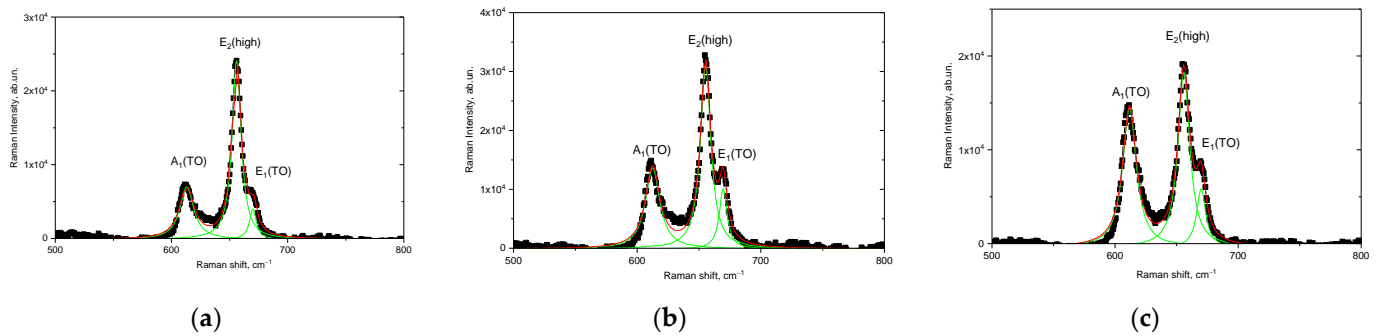 3x10⁴
2x10⁴
1x10⁴
0
Raman Intensity, ab.un.
A₁(TO)
E₂(high)
E₁(TO)
500
600
700
800
Raman shift, cm⁻¹
(a)
4x10⁴
3x10⁴
2x10⁴
1x10⁴
0
Raman Intensity, ab.un.
A₁(TO)
E₂(high)
E₁(TO)
500
600
700
800
Raman shift, cm⁻¹
(b)
2x10⁴
1x10⁴
0
Raman Intensity, ab.un.
A₁(TO)
E₂(high)
E₁(TO)
500
600
700
800
Raman shift, cm⁻¹
(c)